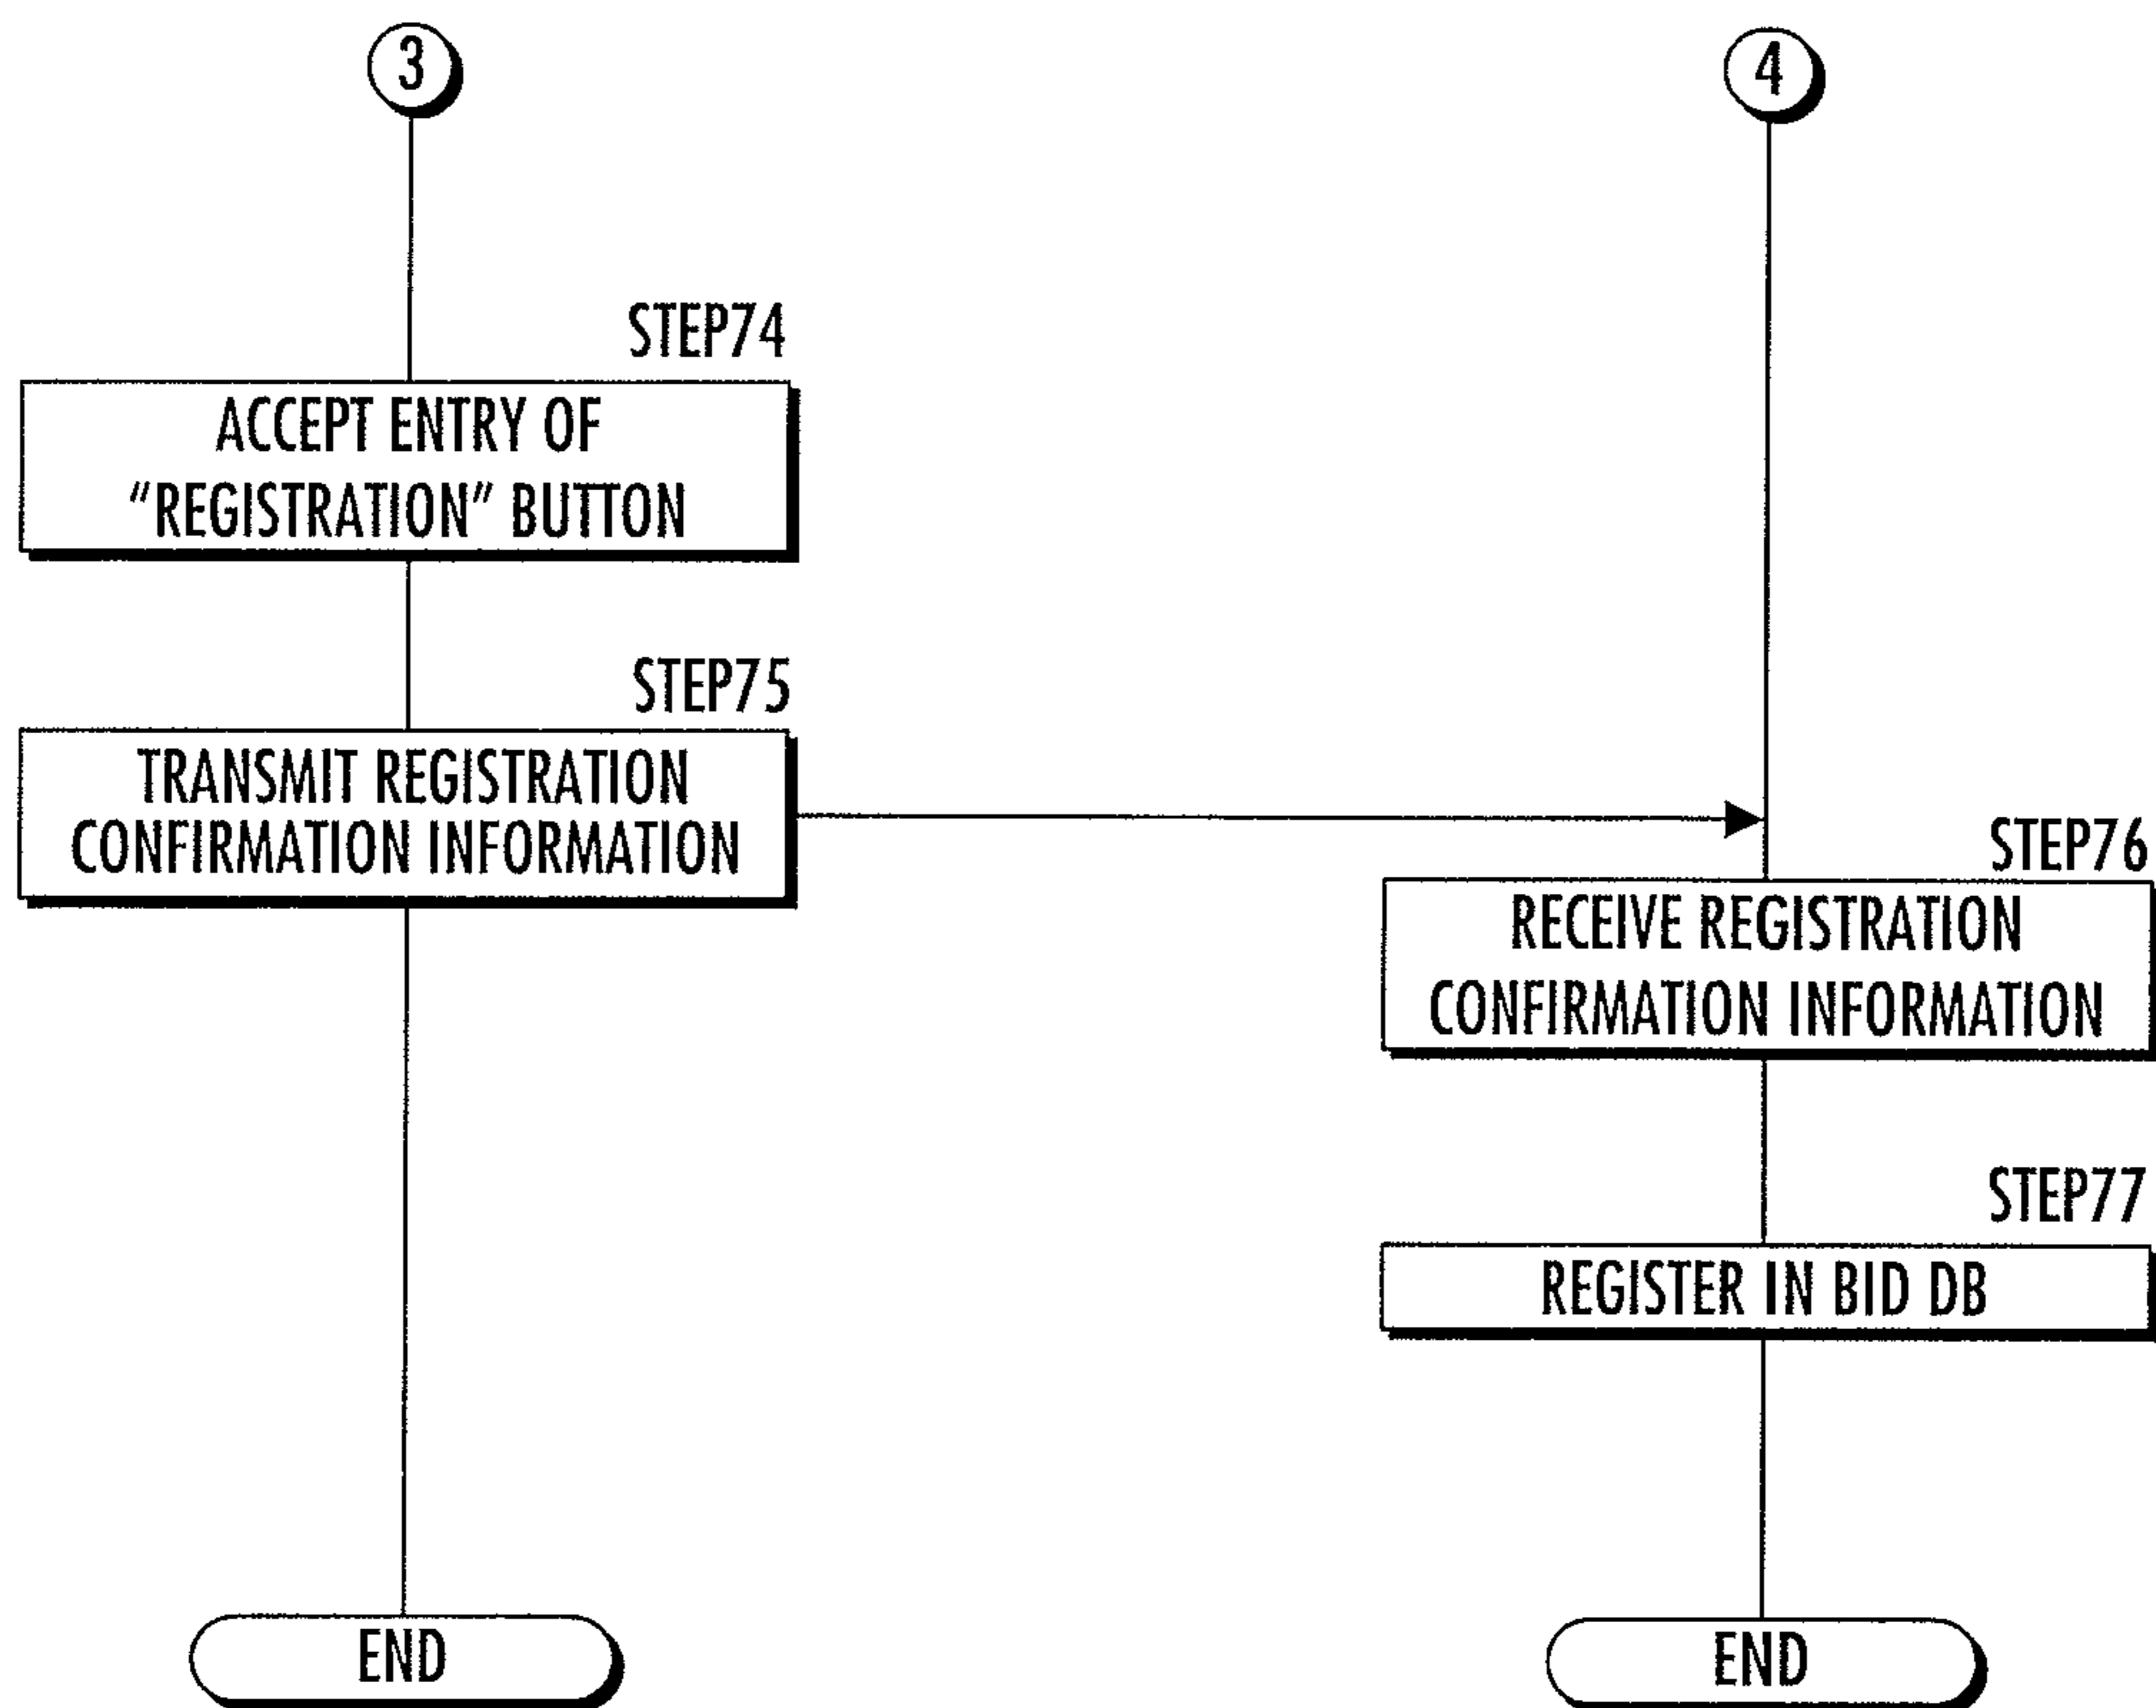 3
4
STEP74
ACCEPT ENTRY OF
"REGISTRATION" BUTTON
STEP75
TRANSMIT REGISTRATION
CONFIRMATION INFORMATION
STEP76
RECEIVE REGISTRATION
CONFIRMATION INFORMATION
STEP77
REGISTER IN BID DB
END
END